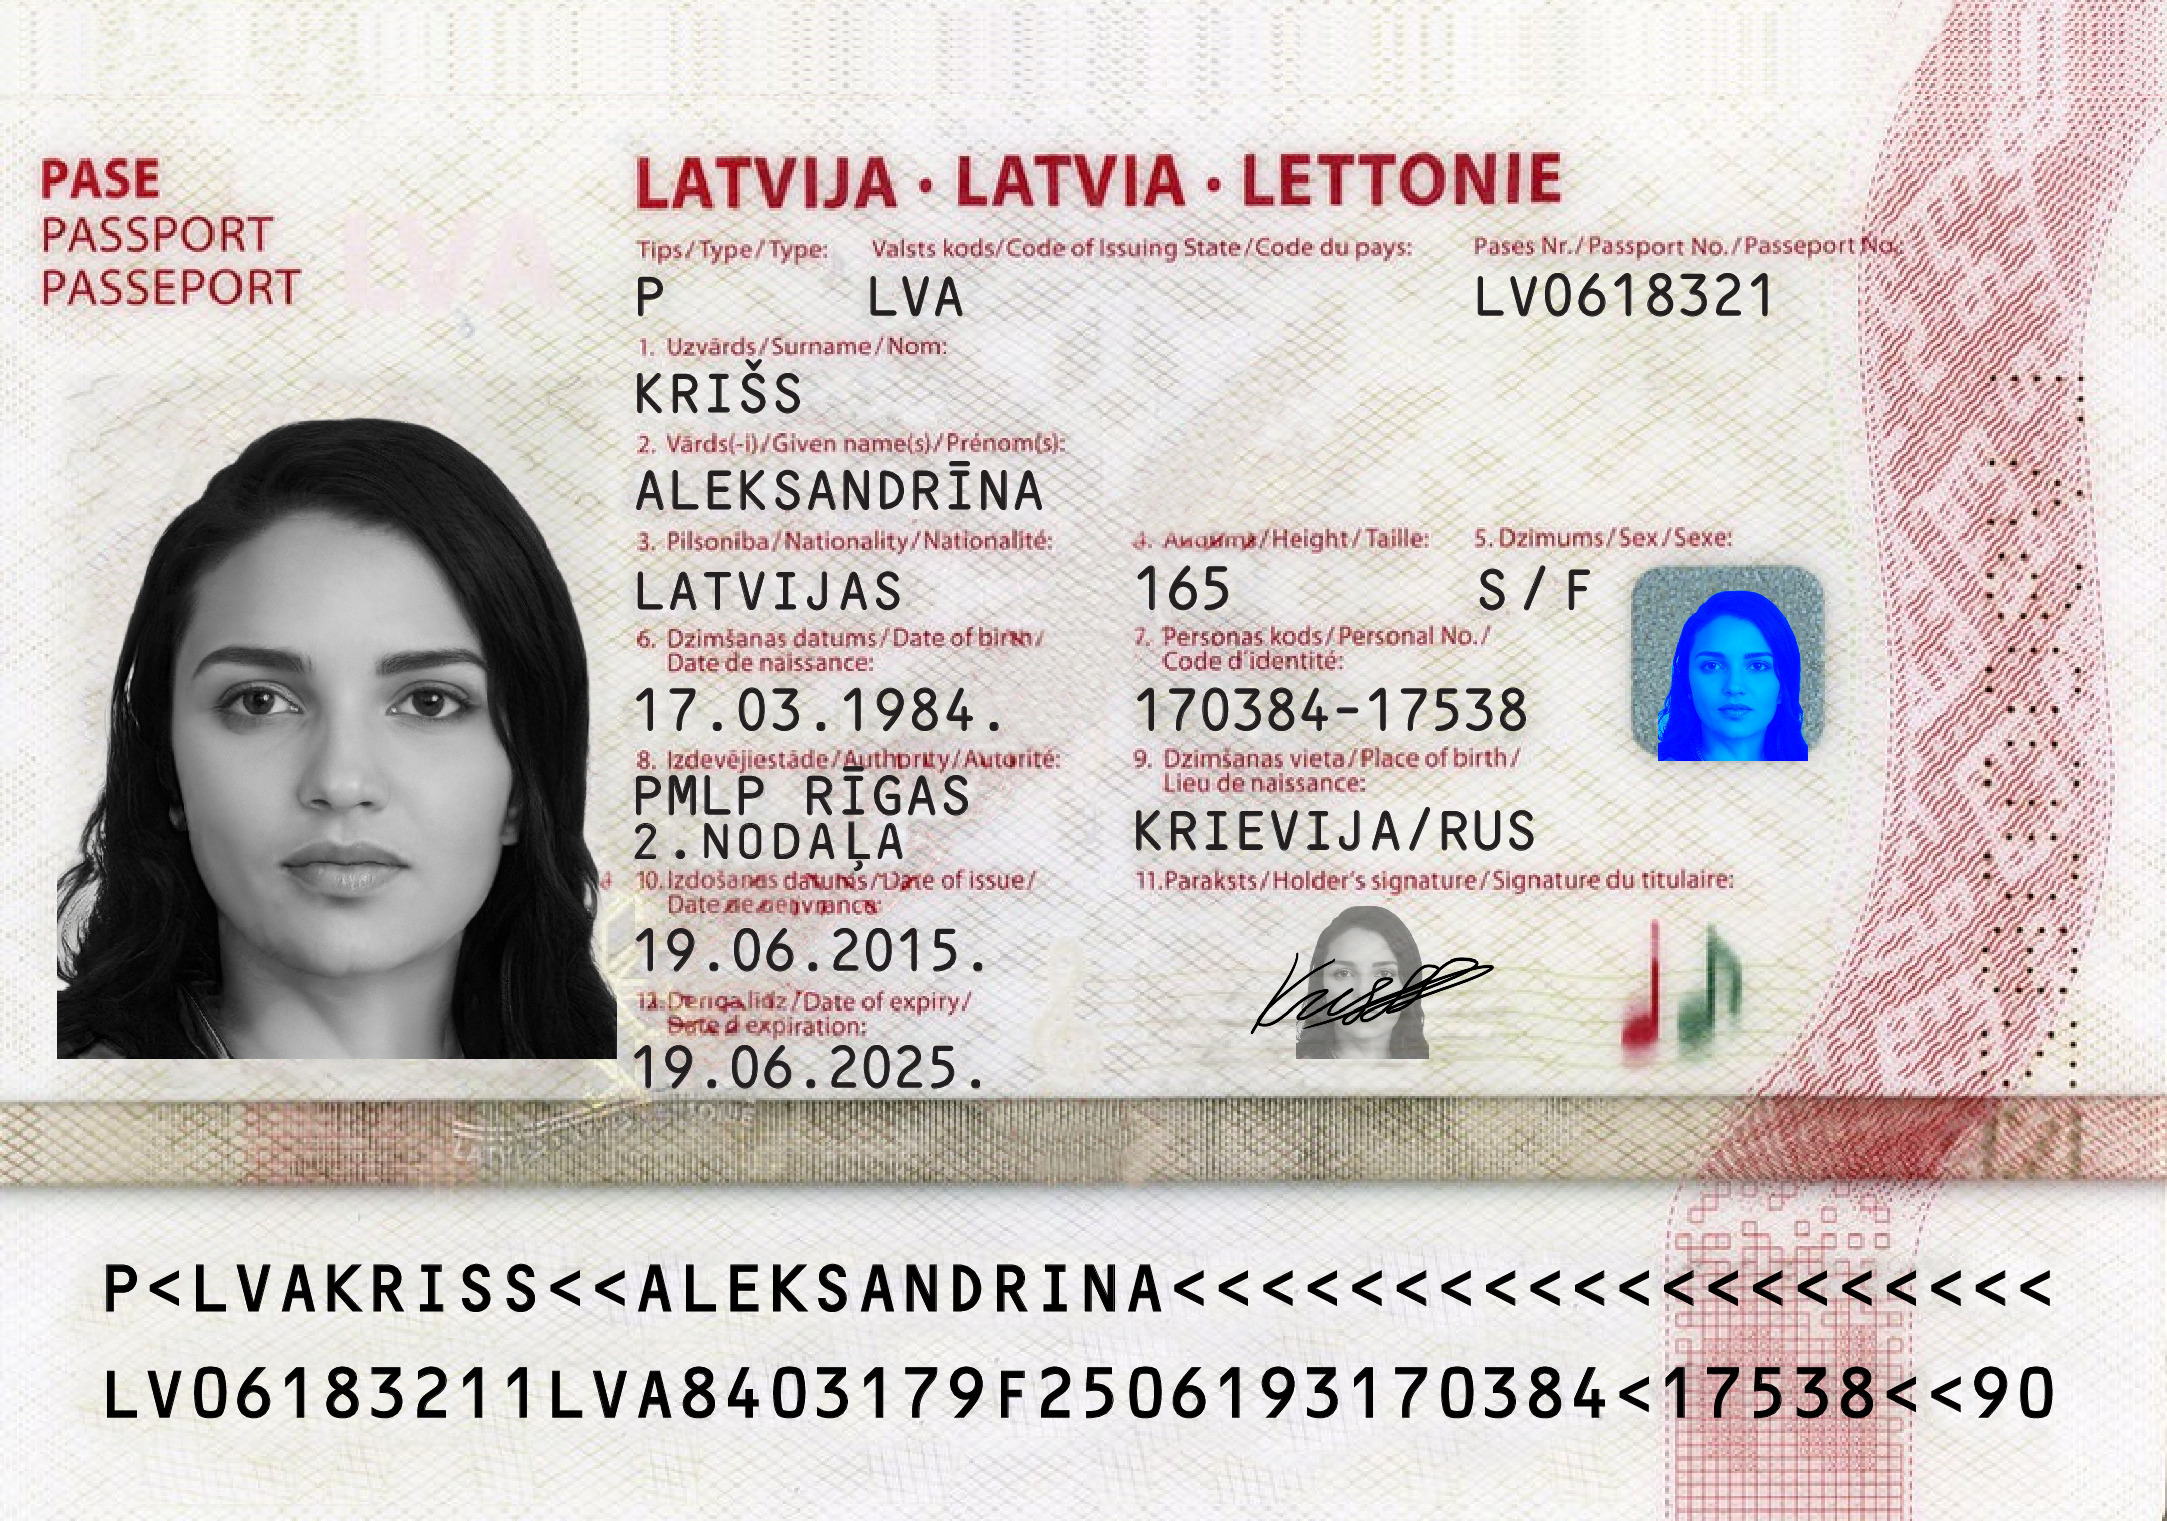 PASE
PASSPORT
PASSEPORT
LVA
LATVIJA · LATVIA · LETTONIE
Tips/Type/Type: Valsts kods/Code of Issuing State/Code du pays: Pases Nr./Passport No./Passeport No.:
P LVA LV0618321
1. Uzvārds/Surname/Nom:
KRIŠS
2. Vārds(-i)/Given name(s)/Prénom(s):
ALEKSANDRĪNA
3. Pilsonība/Nationality/Nationalité: 4. Augums/Height/Taille: 5. Dzimums/Sex/Sexe:
LATVIJAS 165 S/F
6. Dzimšanas datums/Date of birth/ 7. Personas kods/Personal No./
Date de naissance: Code d'identité:
17.03.1984. 170384-17538
8. Izdevējiestāde/Authority/Autorité: 9. Dzimšanas vieta/Place of birth/
Lieu de naissance:
PMLP RĪGAS
2.NODAĻA KRIEVIJA/RUS
10. Izdošanas datums/Date of issue/ 11. Paraksts/Holder's signature/Signature du titulaire:
Date de
19.06.2015.
12. Derīga līdz/Date of expiry/
Date d'expiration:
19.06.2025.
P<LVAKRISS<<ALEKSANDRINA<<<<<<<<<<<<<<<<<<<<
LV06183211LVA8403179F2506193170384<17538<<90